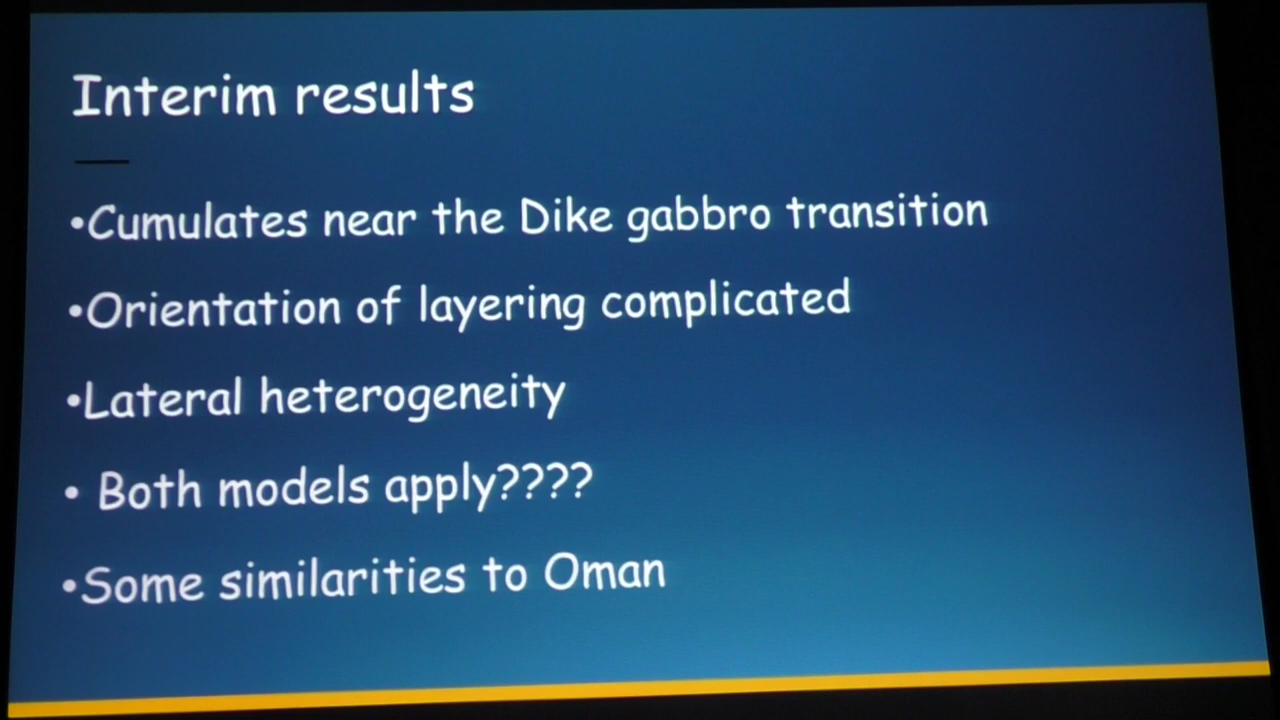 Interim results
•Cumulates near the Dike gabbro transition
•Orientation of layering complicated
•Lateral heterogeneity
• Both models apply????
•Some similarities to Oman